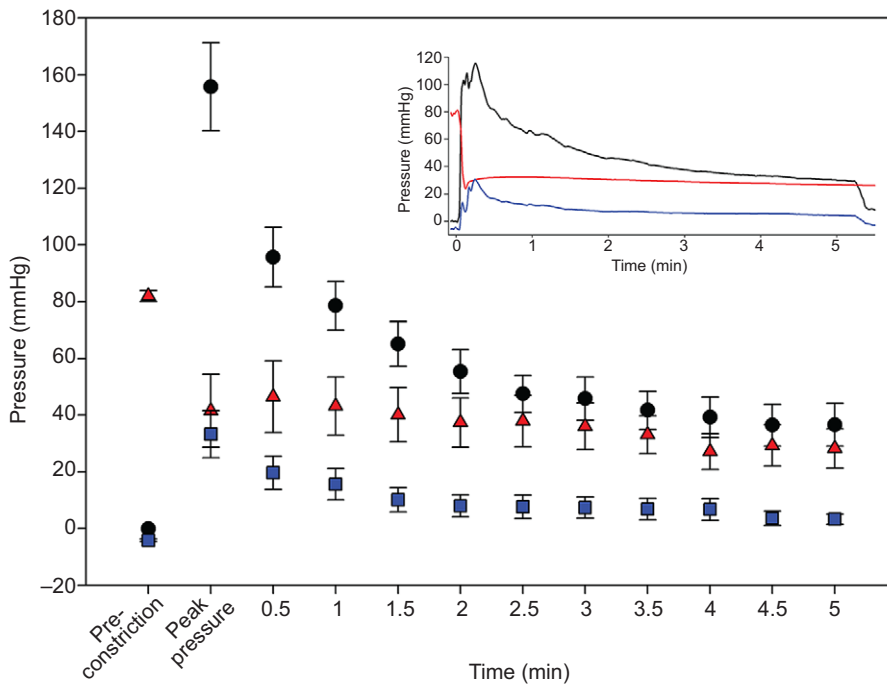 180
160
140
120
100
80
60
40
20
0
–20
Pressure (mmHg)
Pre-
constriction
Peak
pressure
0.5 1 1.5 2 2.5 3 3.5 4 4.5 5
Time (min)
120
100
80
60
40
20
0
Pressure (mmHg)
0 1 2 3 4 5
Time (min)